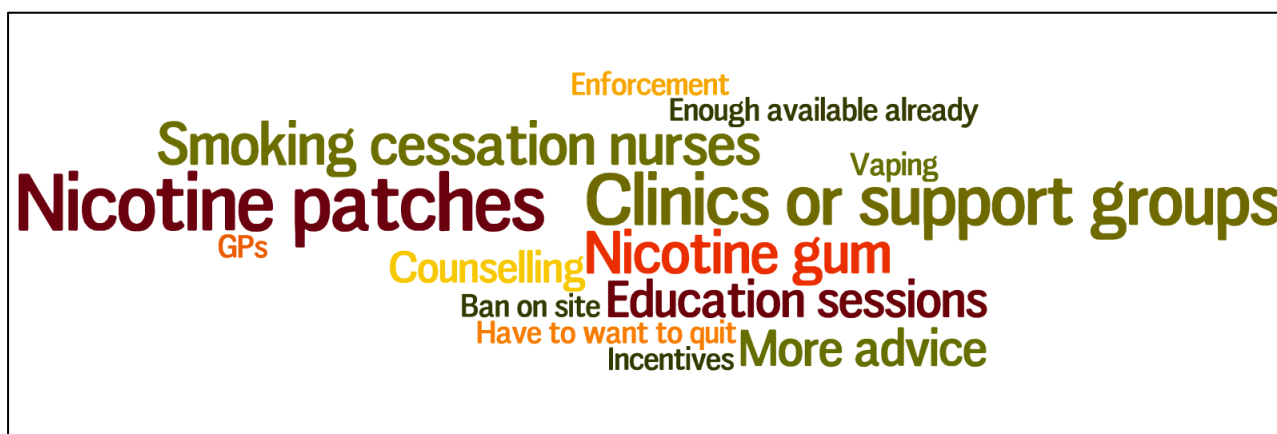 Enforcement
Enough available already
Smoking cessation nurses
Vaping
Nicotine patches
Clinics or support groups
GPs
Nicotine gum
Counselling
Ban on site
Education sessions
Have to want to quit
More advice
Incentives